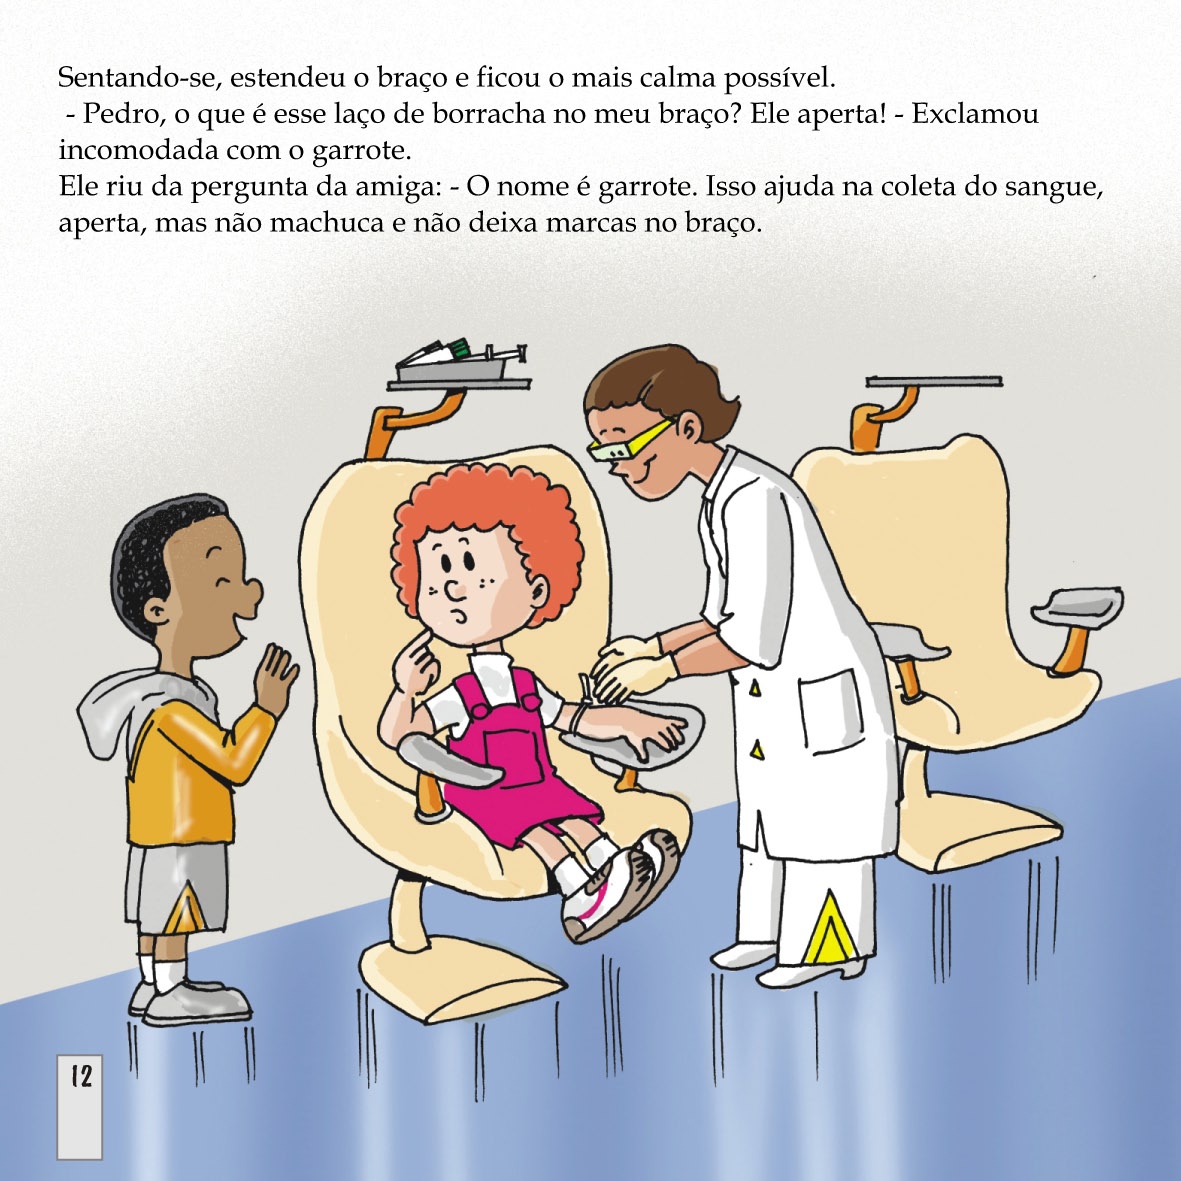 Sentando-se, estendeu o braço e ficou o mais calma possível.
- Pedro, o que é esse laço de borracha no meu braço? Ele aperta! - Exclamou
incomodada com o garrote.
Ele riu da pergunta da amiga: - O nome é garrote. Isso ajuda na coleta do sangue,
aperta, mas não machuca e não deixa marcas no braço.
12